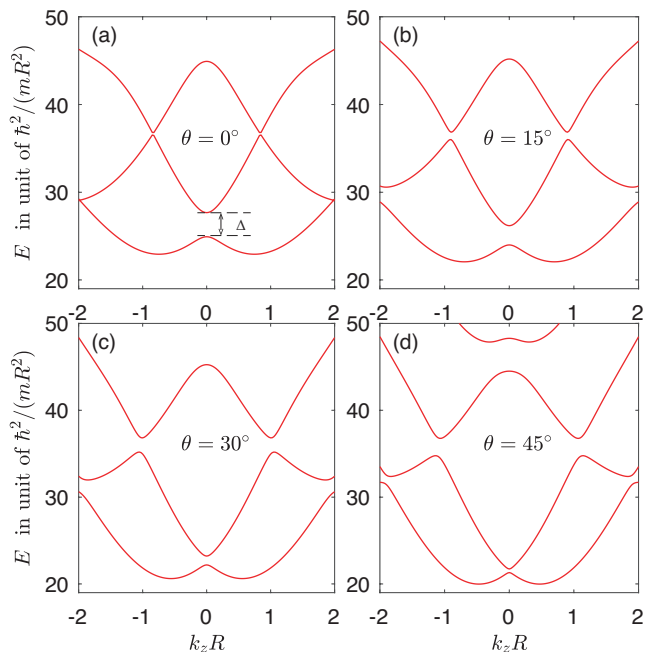 (a)
(b)
θ = 0°
θ = 15°
Δ
E in unit of ħ²/(mR²)
50
40
30
20
-2 -1 0 1 2
-2 -1 0 1 2
50
40
30
20
(c)
(d)
θ = 30°
θ = 45°
E in unit of ħ²/(mR²)
50
40
30
20
-2 -1 0 1 2
-2 -1 0 1 2
50
40
30
20
k_zR
k_zR